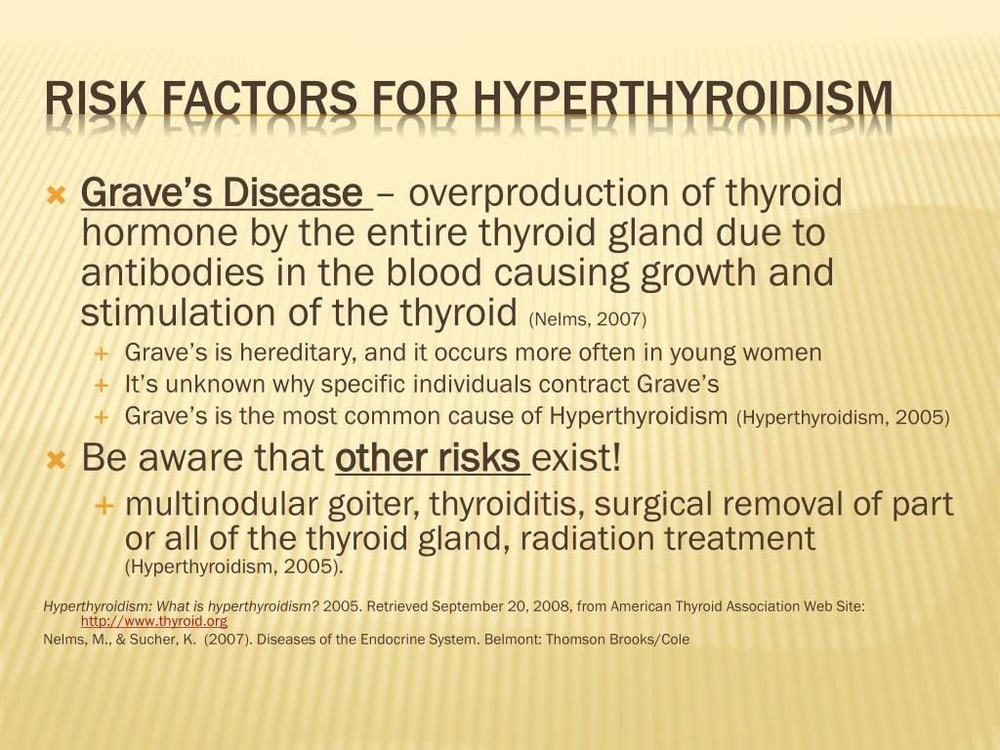 RISK FACTORS FOR HYPERTHYROIDISM
Grave’s Disease – overproduction of thyroid
hormone by the entire thyroid gland due to
antibodies in the blood causing growth and
stimulation of the thyroid (Nelms, 2007)
Grave’s is hereditary, and it occurs more often in young women
It’s unknown why specific individuals contract Grave’s
Grave’s is the most common cause of Hyperthyroidism (Hyperthyroidism, 2005)
Be aware that other risks exist!
multinodular goiter, thyroiditis, surgical removal of part
or all of the thyroid gland, radiation treatment
(Hyperthyroidism, 2005).
Hyperthyroidism: What is hyperthyroidism? 2005. Retrieved September 20, 2008, from American Thyroid Association Web Site:
http://www.thyroid.org
Nelms, M., & Sucher, K. (2007). Diseases of the Endocrine System. Belmont: Thomson Brooks/Cole